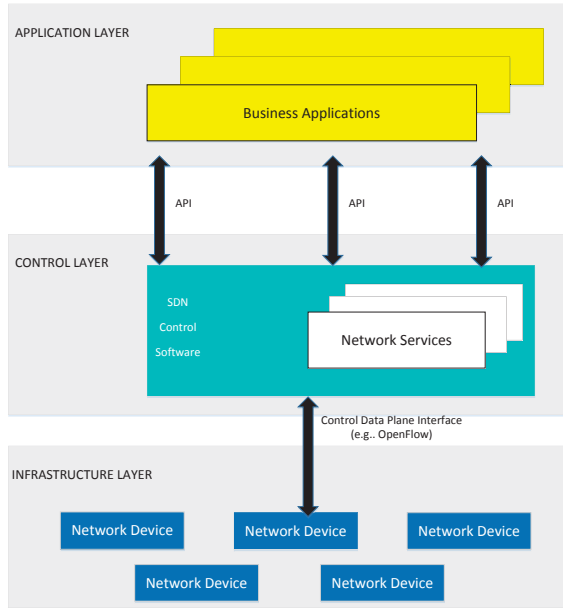 APPLICATION LAYER
Business Applications
API
API
API
CONTROL LAYER
SDN
Control
Software
Network Services
Control Data Plane Interface
(e.g.. OpenFlow)
INFRASTRUCTURE LAYER
Network Device
Network Device
Network Device
Network Device
Network Device